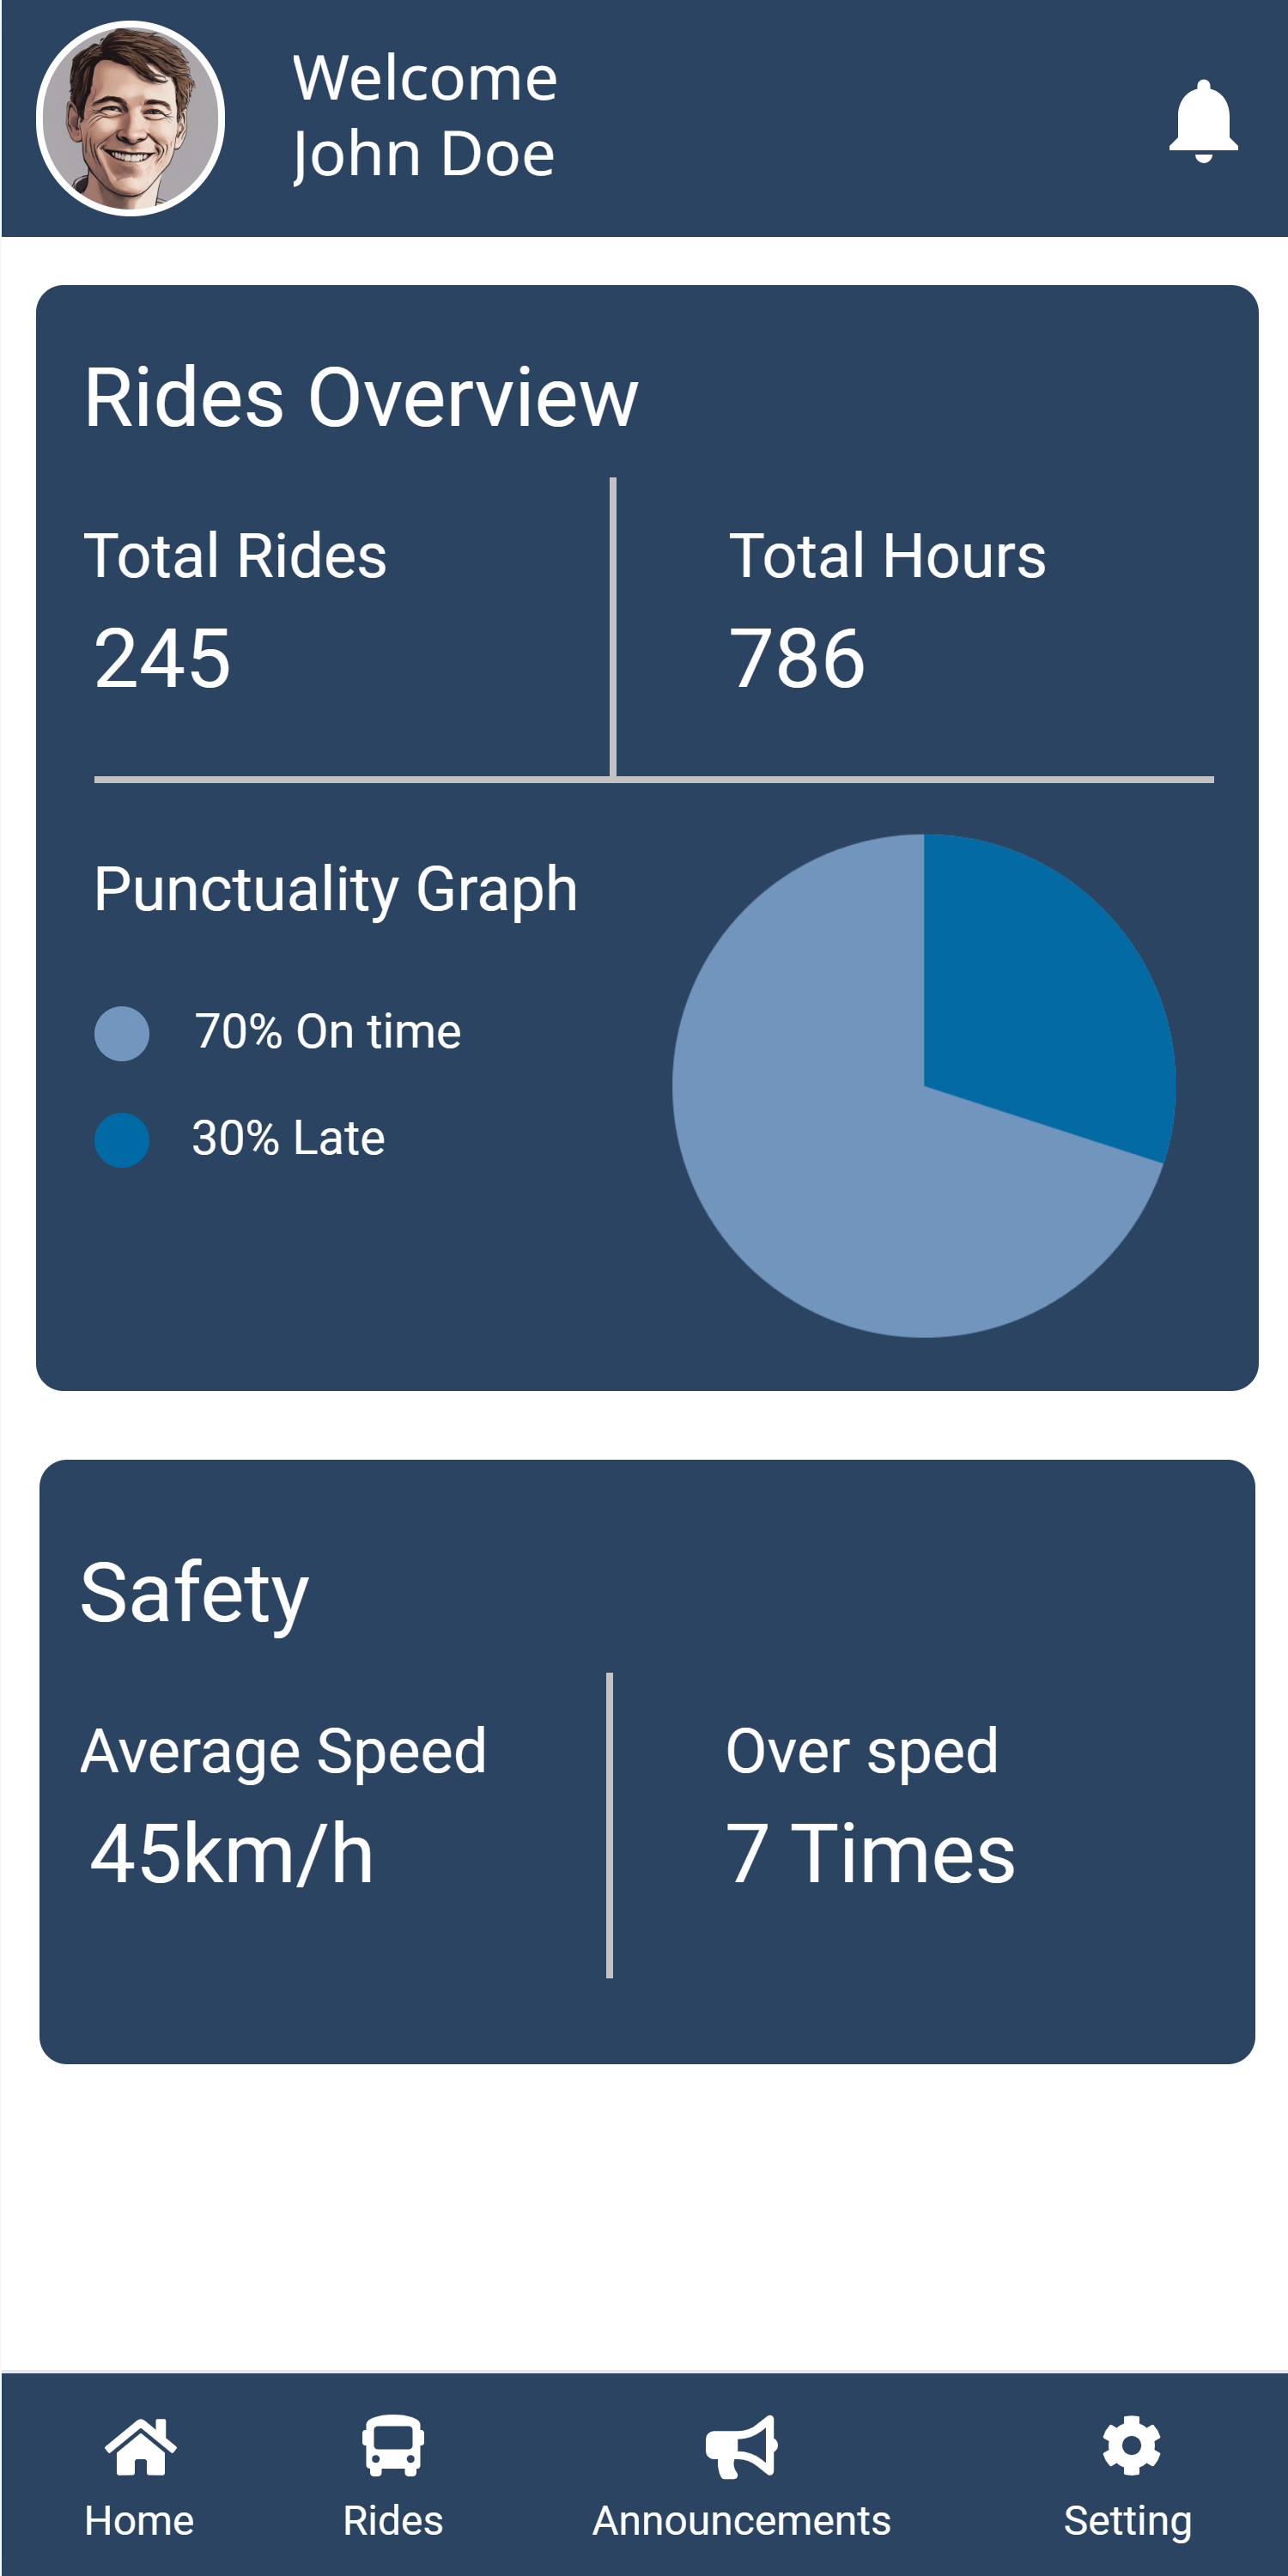 Welcome
John Doe
Rides Overview
Total Rides
245
Total Hours
786
Punctuality Graph
70% On time
30% Late
Safety
Average Speed
45km/h
Over sped
7 Times
Home
Rides
Announcements
Setting